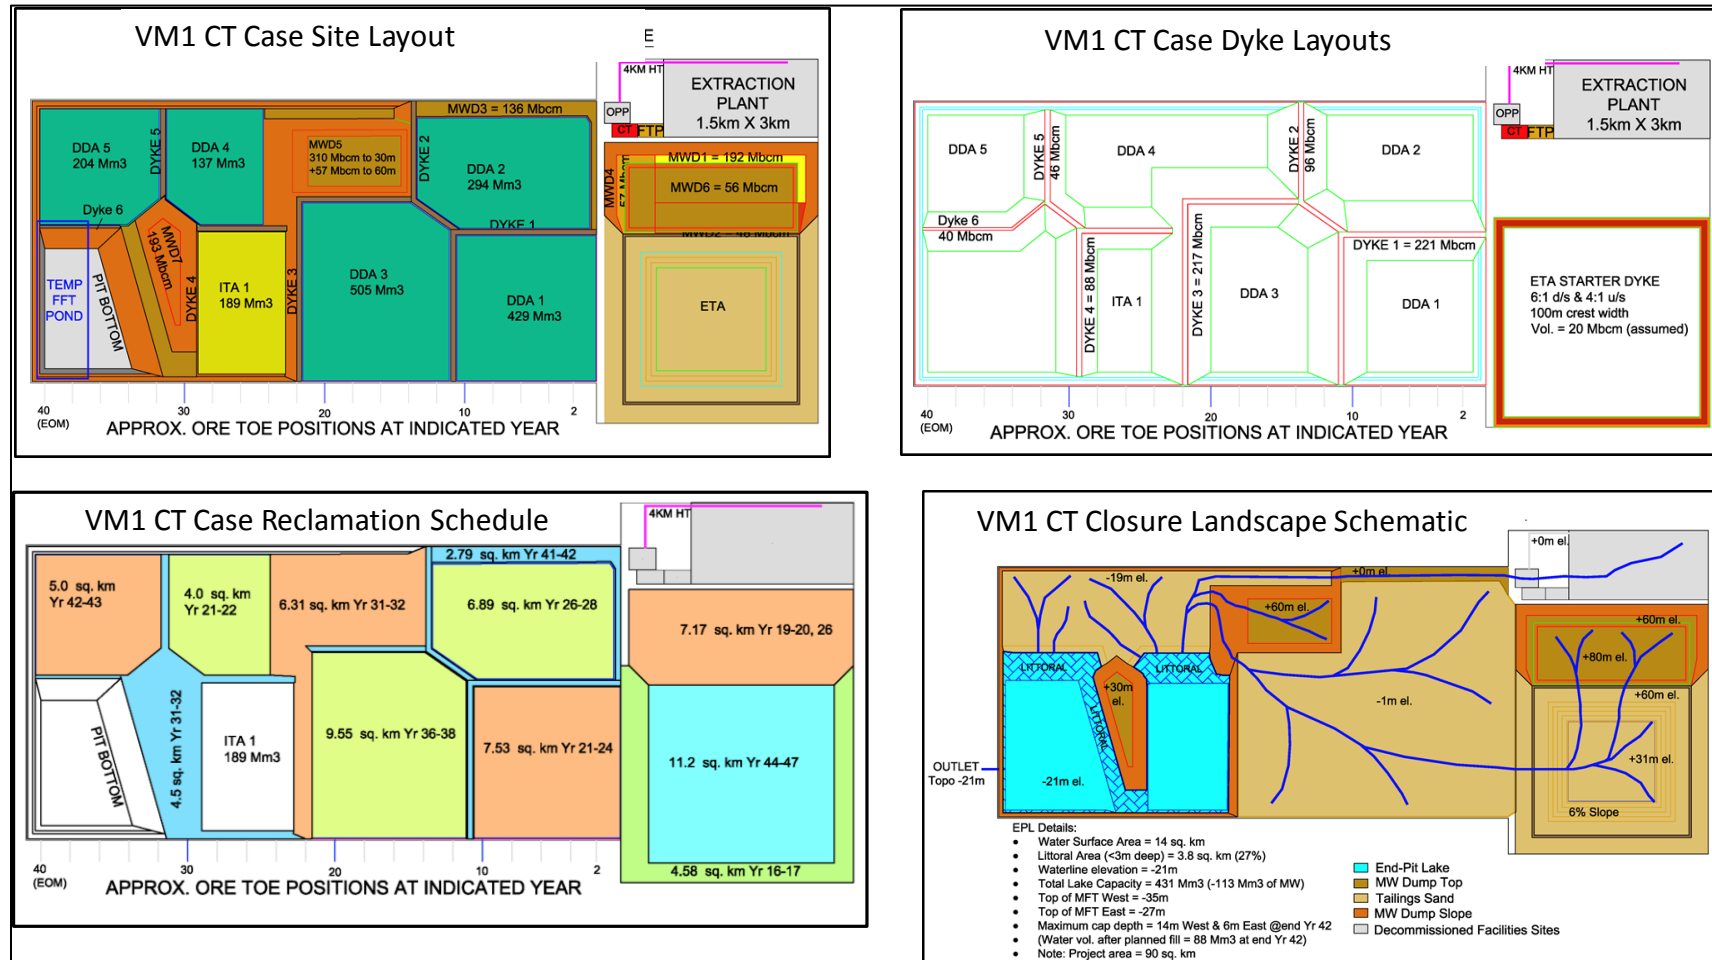 VM1 CT Case Site Layout
E
4KM HT
EXTRACTION
PLANT
1.5km X 3km
OPP
CT
FTP
MWD3 = 136 Mbcm
DDA 5
204 Mm3
DYKE 5
DDA 4
137 Mm3
MWD5
310 Mbcm to 30m
+57 Mbcm to 60m
DYKE 2
DDA 2
294 Mm3
DYKE 1
MWD1 = 192 Mbcm
MWD4
57 Mbcm
MWD6 = 56 Mbcm
MWD2 = 48 Mbcm
Dyke 6
MWD7
193 Mbcm
TEMP
FFT
POND
PIT BOTTOM
DYKE 4
ITA 1
189 Mm3
DYKE 3
DDA 3
505 Mm3
DDA 1
429 Mm3
ETA
40
(EOM)
30
20
10
2
APPROX. ORE TOE POSITIONS AT INDICATED YEAR
VM1 CT Case Dyke Layouts
4KM HT
EXTRACTION
PLANT
1.5km X 3km
OPP
CT
FTP
DDA 5
DYKE 5
46 Mbcm
DDA 4
DYKE 2
96 Mbcm
DDA 2
Dyke 6
40 Mbcm
DYKE 4 = 88 Mbcm
ITA 1
DYKE 3 = 217 Mbcm
DDA 3
DYKE 1 = 221 Mbcm
DDA 1
ETA STARTER DYKE
6:1 d/s & 4:1 u/s
100m crest width
Vol. = 20 Mbcm (assumed)
40
(EOM)
30
20
10
2
APPROX. ORE TOE POSITIONS AT INDICATED YEAR
VM1 CT Case Reclamation Schedule
4KM HT
2.79 sq. km Yr 41-42
5.0 sq. km
Yr 42-43
4.0 sq. km
Yr 21-22
6.31 sq. km Yr 31-32
6.89 sq. km Yr 26-28
7.17 sq. km Yr 19-20, 26
PIT BOTTOM
4.5 sq. km Yr 31-32
ITA 1
189 Mm3
9.55 sq. km Yr 36-38
7.53 sq. km Yr 21-24
11.2 sq. km Yr 44-47
4.58 sq. km Yr 16-17
40
(EOM)
30
20
10
2
APPROX. ORE TOE POSITIONS AT INDICATED YEAR
VM1 CT Closure Landscape Schematic
+0m el.
-19m el.
+0m el.
+60m el.
+60m el.
+80m el.
+60m el.
LITTORAL
LITTORAL
LITTORAL
+30m
el.
-1m el.
+31m el.
6% Slope
OUTLET
Topo -21m
-21m el.
EPL Details:
• Water Surface Area = 14 sq. km
• Littoral Area (<3m deep) = 3.8 sq. km (27%)
• Waterline elevation = -21m
• Total Lake Capacity = 431 Mm3 (-113 Mm3 of MW)
• Top of MFT West = -35m
• Top of MFT East = -27m
• Maximum cap depth = 14m West & 6m East @end Yr 42
• (Water vol. after planned fill = 88 Mm3 at end Yr 42)
• Note: Project area = 90 sq. km
End-Pit Lake
MW Dump Top
Tailings Sand
MW Dump Slope
Decommissioned Facilities Sites